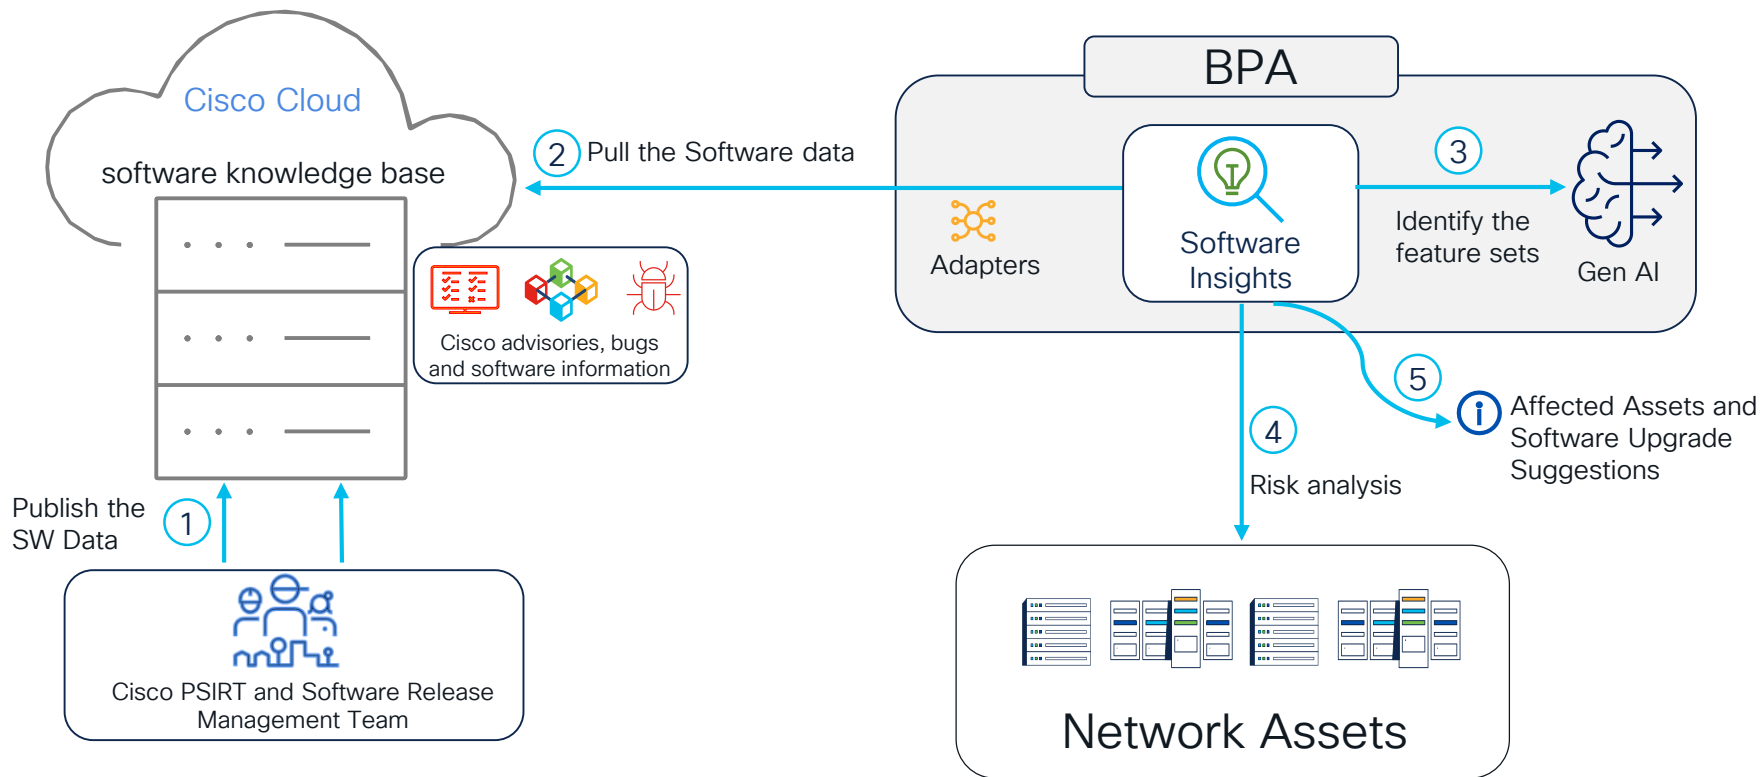 Cisco Cloud
software knowledge base
Cisco advisories, bugs
and software information
Publish the
SW Data
1
Cisco PSIRT and Software Release
Management Team
2
Pull the Software data
BPA
Adapters
Software
Insights
3
Identify the
feature sets
Gen AI
4
Risk analysis
5
Affected Assets and
Software Upgrade
Suggestions
Network Assets